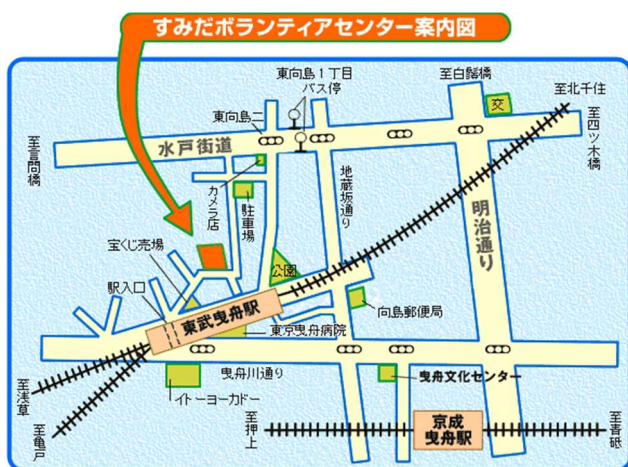 すみだボランティアセンター案内図
東向島1丁目
バス停
至白鬚橋
至北千住
交
東向島二
至四ツ木橋
水戸街道
至言問橋
カメラ店
駐車場
地蔵坂通り
明治通り
宝くじ売場
駅入口
公園
東武曳舟駅
向島郵便局
東京曳舟病院
曳舟川通り
曳舟文化センター
至浅草
イトーヨーカドー
至亀戸
至押上
京成
曳舟駅
至青砥